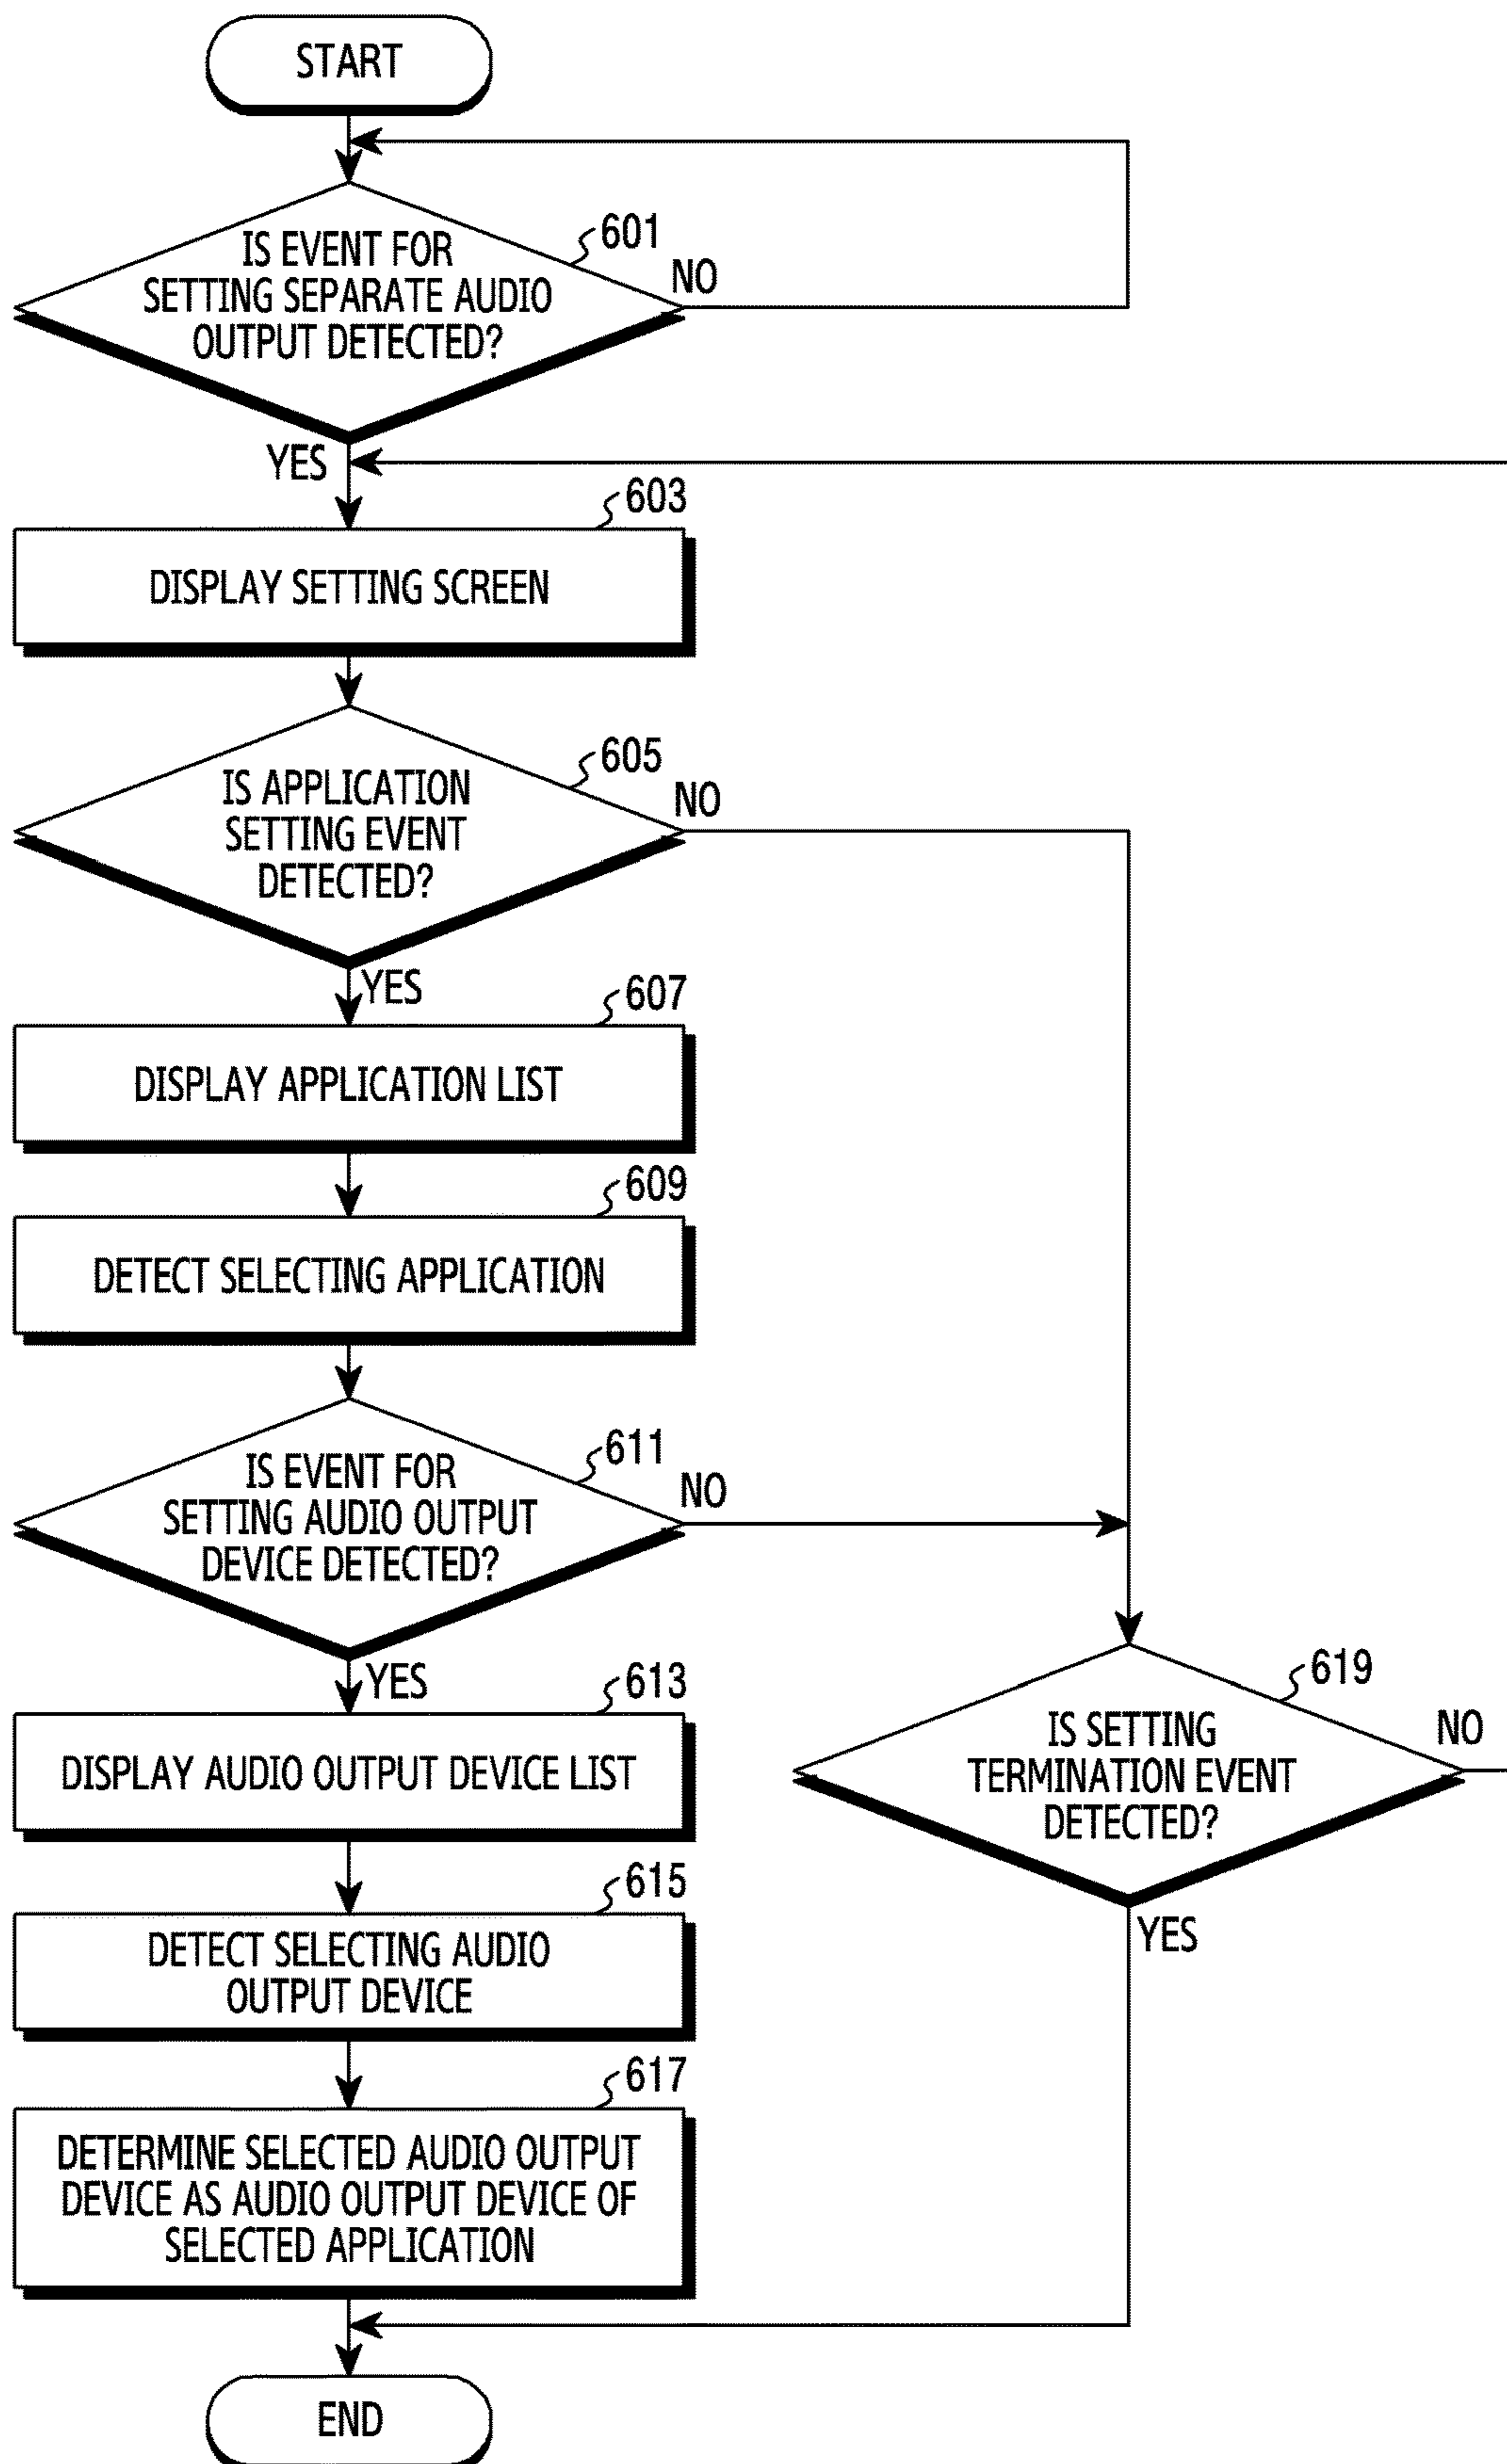 START
601
IS EVENT FOR
SETTING SEPARATE AUDIO
OUTPUT DETECTED?
NO
YES
603
DISPLAY SETTING SCREEN
605
IS APPLICATION
SETTING EVENT
DETECTED?
NO
YES
607
DISPLAY APPLICATION LIST
609
DETECT SELECTING APPLICATION
611
IS EVENT FOR
SETTING AUDIO OUTPUT
DEVICE DETECTED?
NO
YES
613
DISPLAY AUDIO OUTPUT DEVICE LIST
619
IS SETTING
TERMINATION EVENT
DETECTED?
NO
YES
615
DETECT SELECTING AUDIO
OUTPUT DEVICE
617
DETERMINE SELECTED AUDIO OUTPUT
DEVICE AS AUDIO OUTPUT DEVICE OF
SELECTED APPLICATION
END